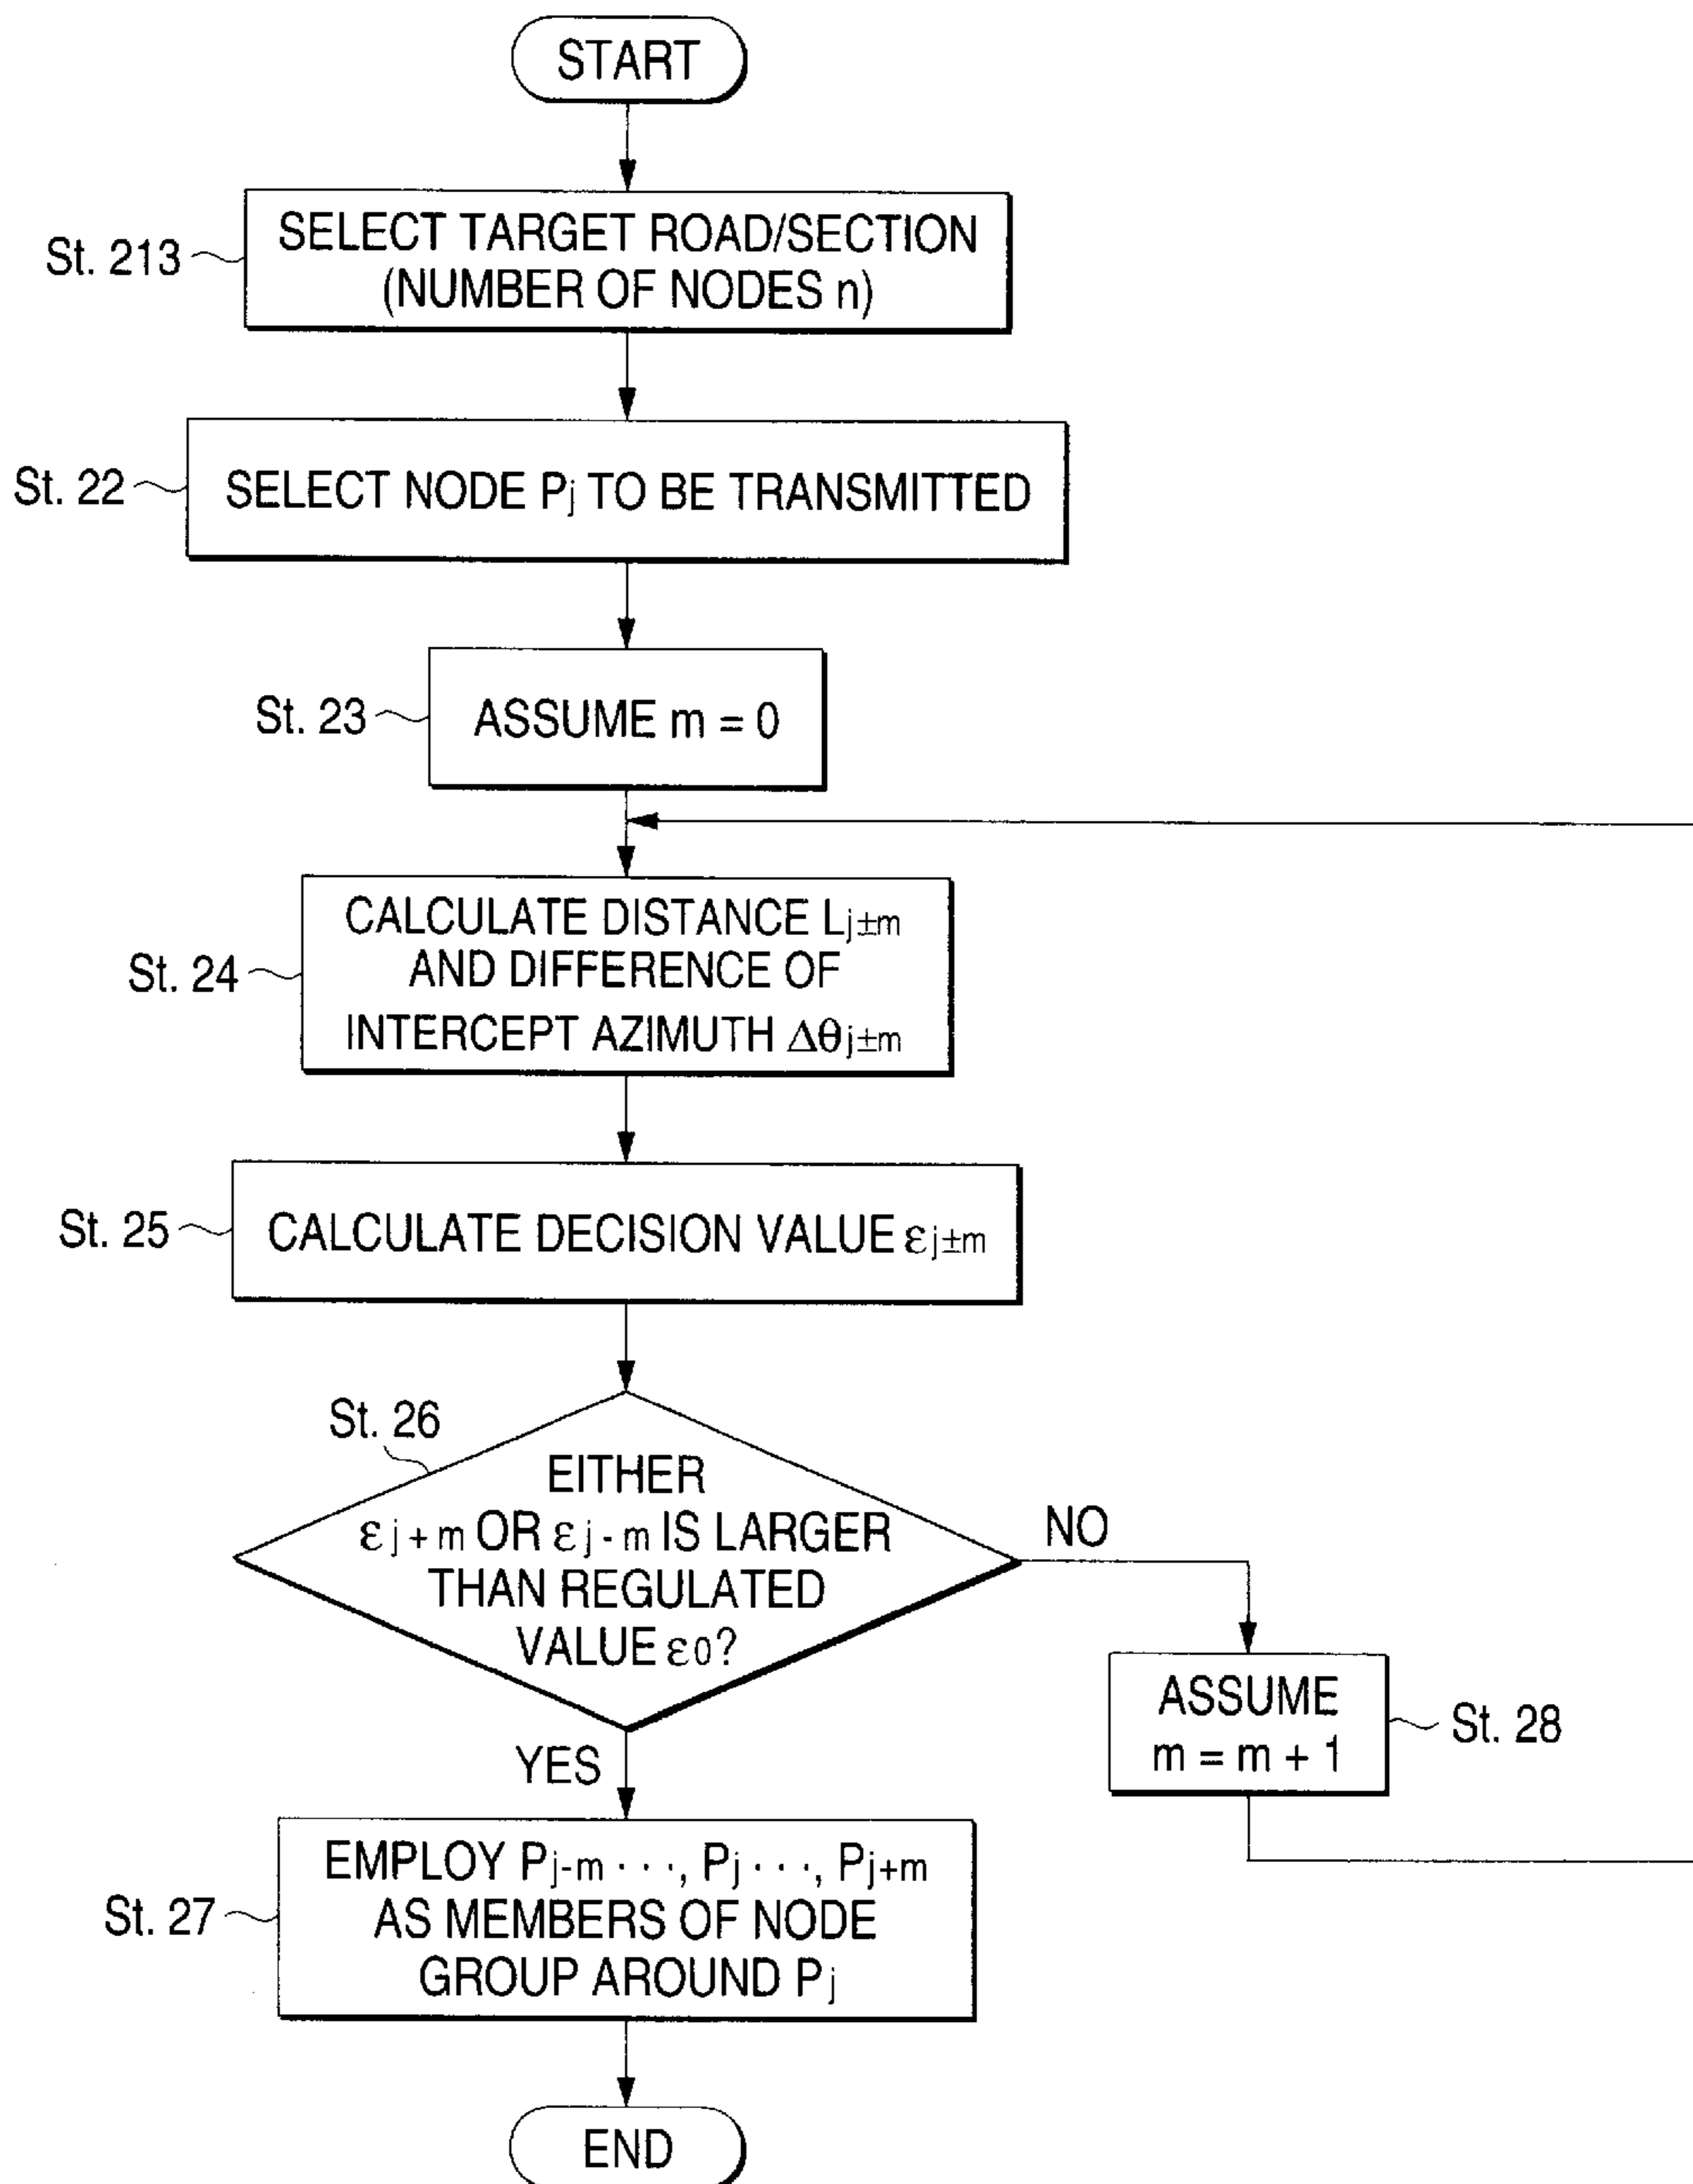 START
St. 213
SELECT TARGET ROAD/SECTION
(NUMBER OF NODES n)
St. 22
SELECT NODE Pj TO BE TRANSMITTED
St. 23
ASSUME m = 0
St. 24
CALCULATE DISTANCE Lj±m
AND DIFFERENCE OF
INTERCEPT AZIMUTH Δθj±m
St. 25
CALCULATE DECISION VALUE εj±m
St. 26
EITHER
εj + m OR εj - m IS LARGER
THAN REGULATED
VALUE ε0?
NO
YES
ASSUME
m = m + 1
St. 28
St. 27
EMPLOY Pj-m · · ·, Pj · · ·, Pj+m
AS MEMBERS OF NODE
GROUP AROUND Pj
END